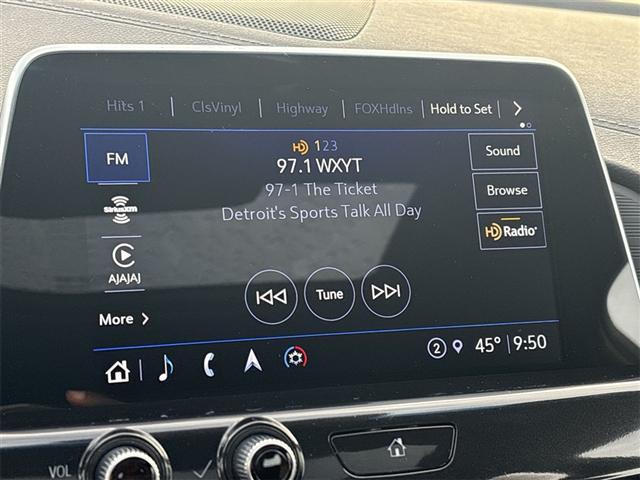 Hits 1 ClsVinyl Highway FOXHdlns Hold to Set
HD 123
FM 97.1 WXYT Sound
97-1 The Ticket
Browse
SiriusXm
Detroit's Sports Talk All Day
HD Radio
AJAJAJ
Tune
More
2 45° 9:50
VOL